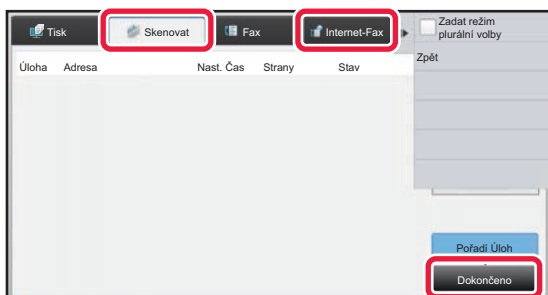 Tisk
Skenovat
Fax
Internet-Fax
Zadat režim
plurální volby
Zpět
Úloha Adresa Nast. Čas Strany Stav
Pořadí Úloh
Dokončeno